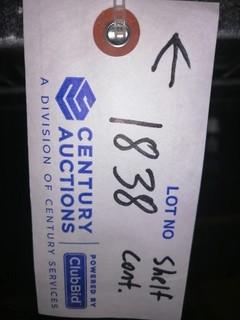 LOT NO
1838
Shelf
Cont.
CENTURY
AUCTIONS
A DIVISION OF CENTURY SERVICES
POWERED BY
ClubBid